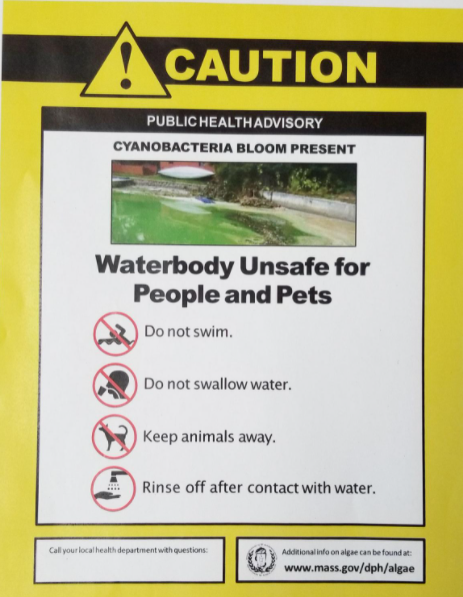 CAUTION
PUBLIC HEALTH ADVISORY
CYANOBACTERIA BLOOM PRESENT
Waterbody Unsafe for
People and Pets
Do not swim.
Do not swallow water.
Keep animals away.
Rinse off after contact with water.
Call your local health department with questions:
Additional info on algae can be found at:
www.mass.gov/dph/algae